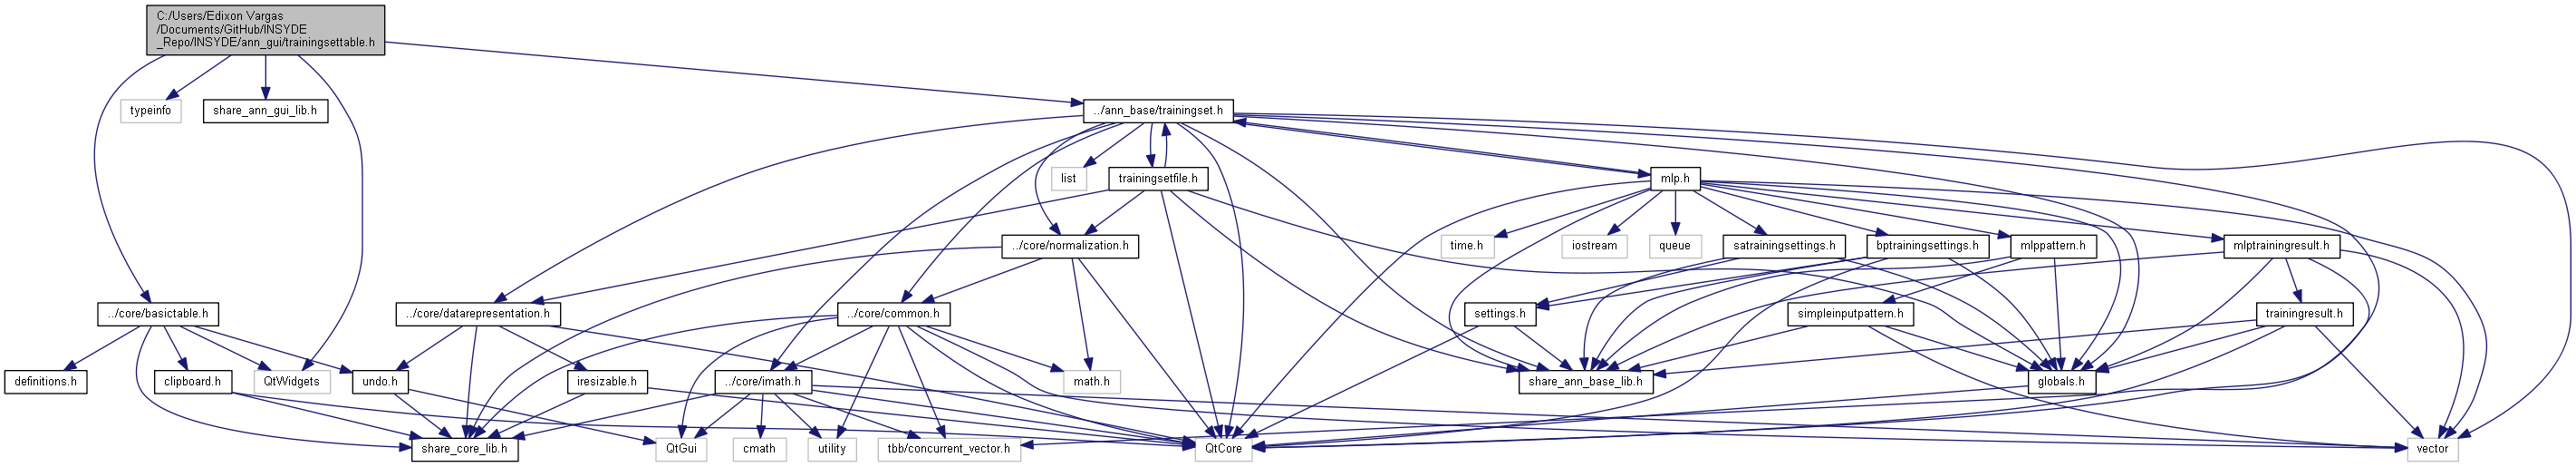 C:/Users/Edixon Vargas
/Documents/GitHub/INSYDE
_Repo/INSYDE/ann_gui/trainingsettable.h
typeinfo
share_ann_gui_lib.h
../ann_base/trainingset.h
list
trainingsetfile.h
mlp.h
../core/normalization.h
time.h
iostream
queue
satrainingsettings.h
bptrainingsettings.h
mlppattern.h
mlptrainingresult.h
../core/basictable.h
../core/datarepresentation.h
../core/common.h
settings.h
simpleinputpattern.h
trainingresult.h
definitions.h
clipboard.h
QtWidgets
undo.h
iresizable.h
../core/imath.h
math.h
share_ann_base_lib.h
globals.h
share_core_lib.h
QtGui
cmath
utility
tbb/concurrent_vector.h
QtCore
vector